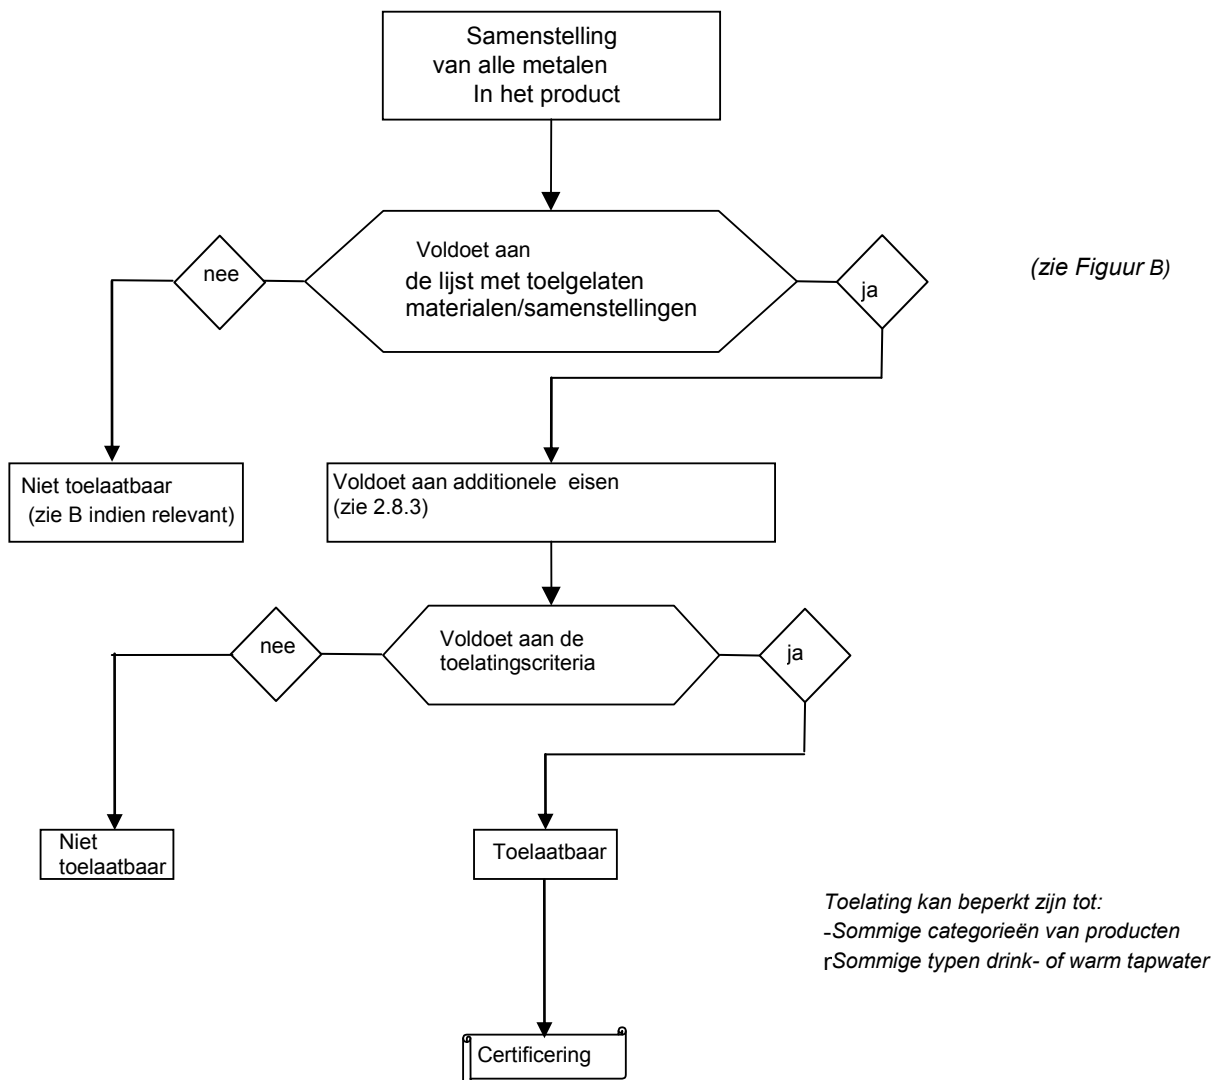 Samenstelling
van alle metalen
In het product
Voldoet aan
de lijst met toelgelaten
materialen/samenstellingen
nee
ja
(zie Figuur B)
Niet toelaatbaar
(zie B indien relevant)
Voldoet aan additionele eisen
(zie 2.8.3)
nee
Voldoet aan de
toelatingscriteria
ja
Niet
toelaatbaar
Toelaatbaar
Toelating kan beperkt zijn tot:
-Sommige categorieën van producten
rSommige typen drink- of warm tapwater
Certificering